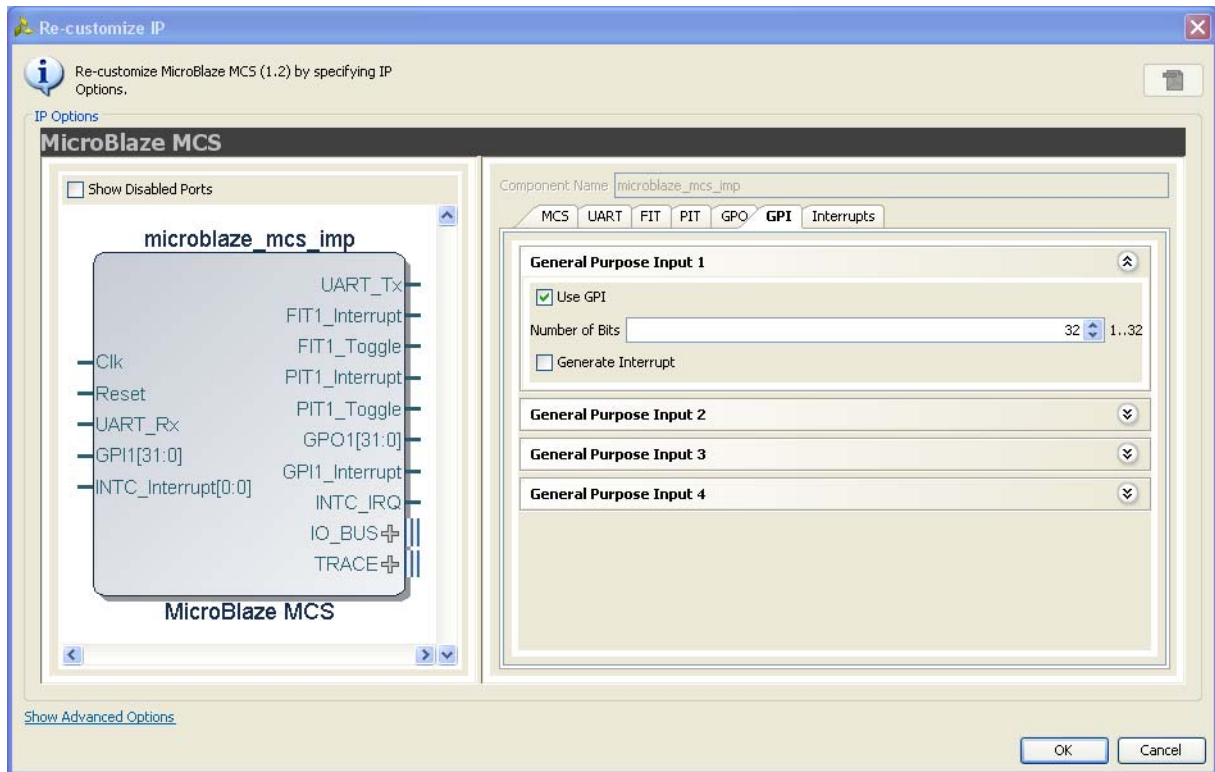 Re-customize IP
Re-customize MicroBlaze MCS (1.2) by specifying IP
Options.
IP Options
MicroBlaze MCS
Show Disabled Ports
microblaze_mcs_imp
UART_Tx
FIT1_Interrupt
FIT1_Toggle
Clk
PIT1_Interrupt
Reset
PIT1_Toggle
UART_Rx
GPO1[31:0]
GPI1[31:0]
GPI1_Interrupt
INTC_Interrupt[0:0]
INTC_IRQ
IO_BUS
TRACE
MicroBlaze MCS
Component Name microblaze_mcs_imp
MCS UART FIT PIT GPO GPI Interrupts
General Purpose Input 1
Use GPI
Number of Bits 32 1..32
Generate Interrupt
General Purpose Input 2
General Purpose Input 3
General Purpose Input 4
Show Advanced Options
OK Cancel